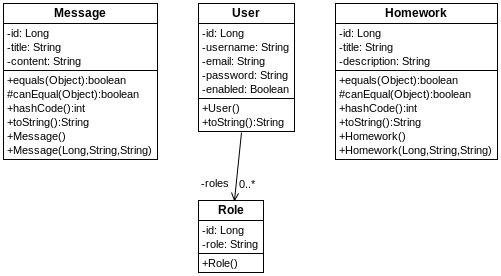 Message
-id: Long
-title: String
-content: String
+equals(Object):boolean
#canEqual(Object):boolean
+hashCode():int
+toString():String
+Message()
+Message(Long,String,String)
User
-id: Long
-username: String
-email: String
-password: String
-enabled: Boolean
+User()
+toString():String
Homework
-id: Long
-title: String
-description: String
+equals(Object):boolean
#canEqual(Object):boolean
+hashCode():int
+toString():String
+Homework()
+Homework(Long,String,String)
-roles 0..*
Role
-id: Long
-role: String
+Role()